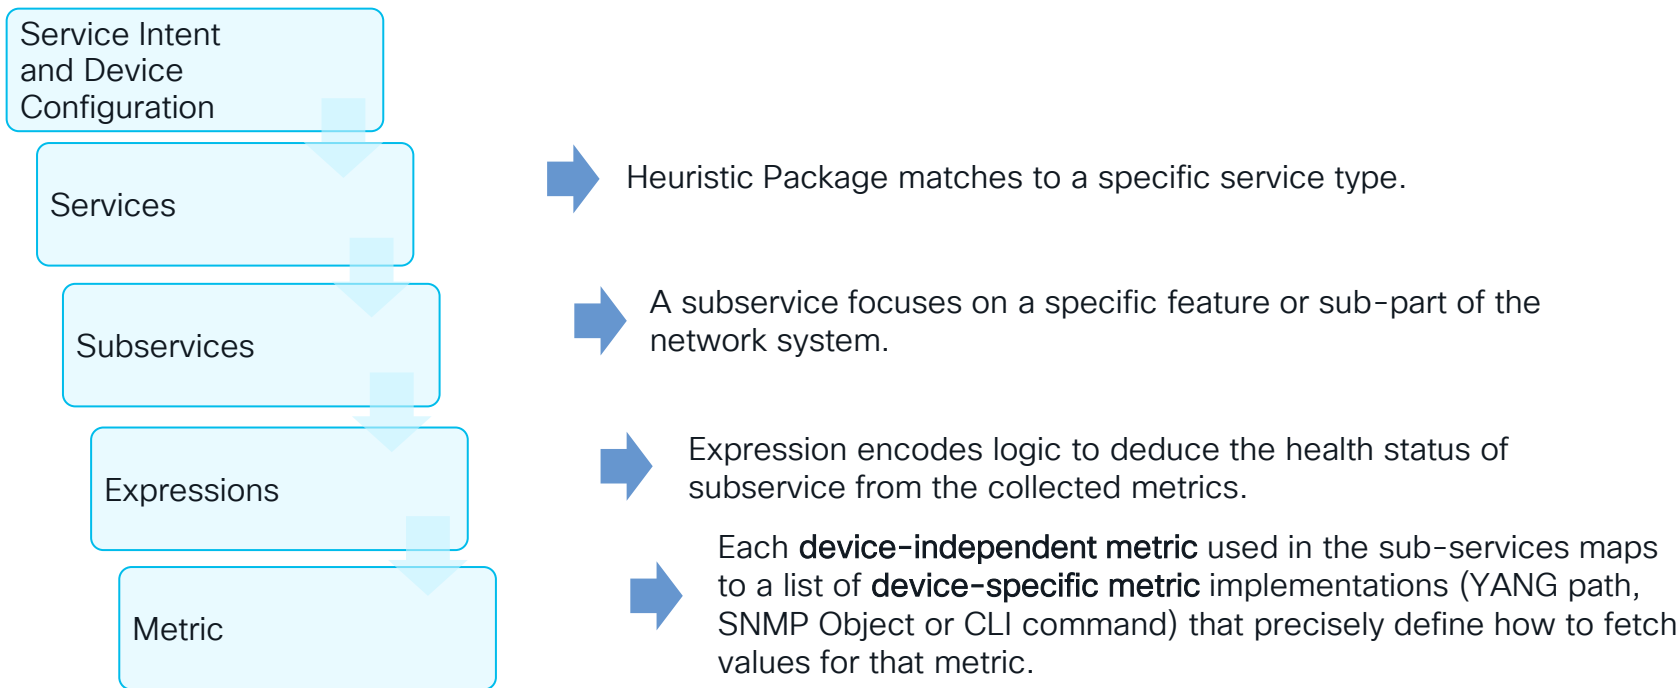 Service Intent
and Device
Configuration
Services
Heuristic Package matches to a specific service type.
Subservices
A subservice focuses on a specific feature or sub-part of the
network system.
Expressions
Expression encodes logic to deduce the health status of
subservice from the collected metrics.
Metric
Each device-independent metric used in the sub-services maps
to a list of device-specific metric implementations (YANG path,
SNMP Object or CLI command) that precisely define how to fetch
values for that metric.